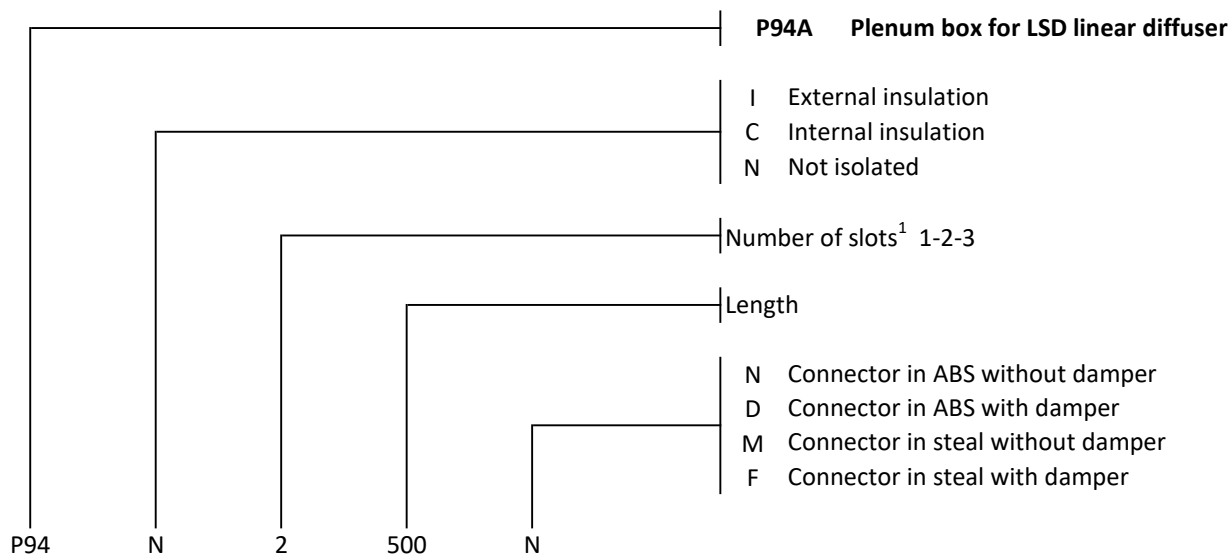 P94A Plenum box for LSD linear diffuser
I External insulation
C Internal insulation
N Not isolated
Number of slots¹ 1-2-3
Length
N Connector in ABS without damper
D Connector in ABS with damper
M Connector in steal without damper
F Connector in steal with damper
P94 N 2 500 N